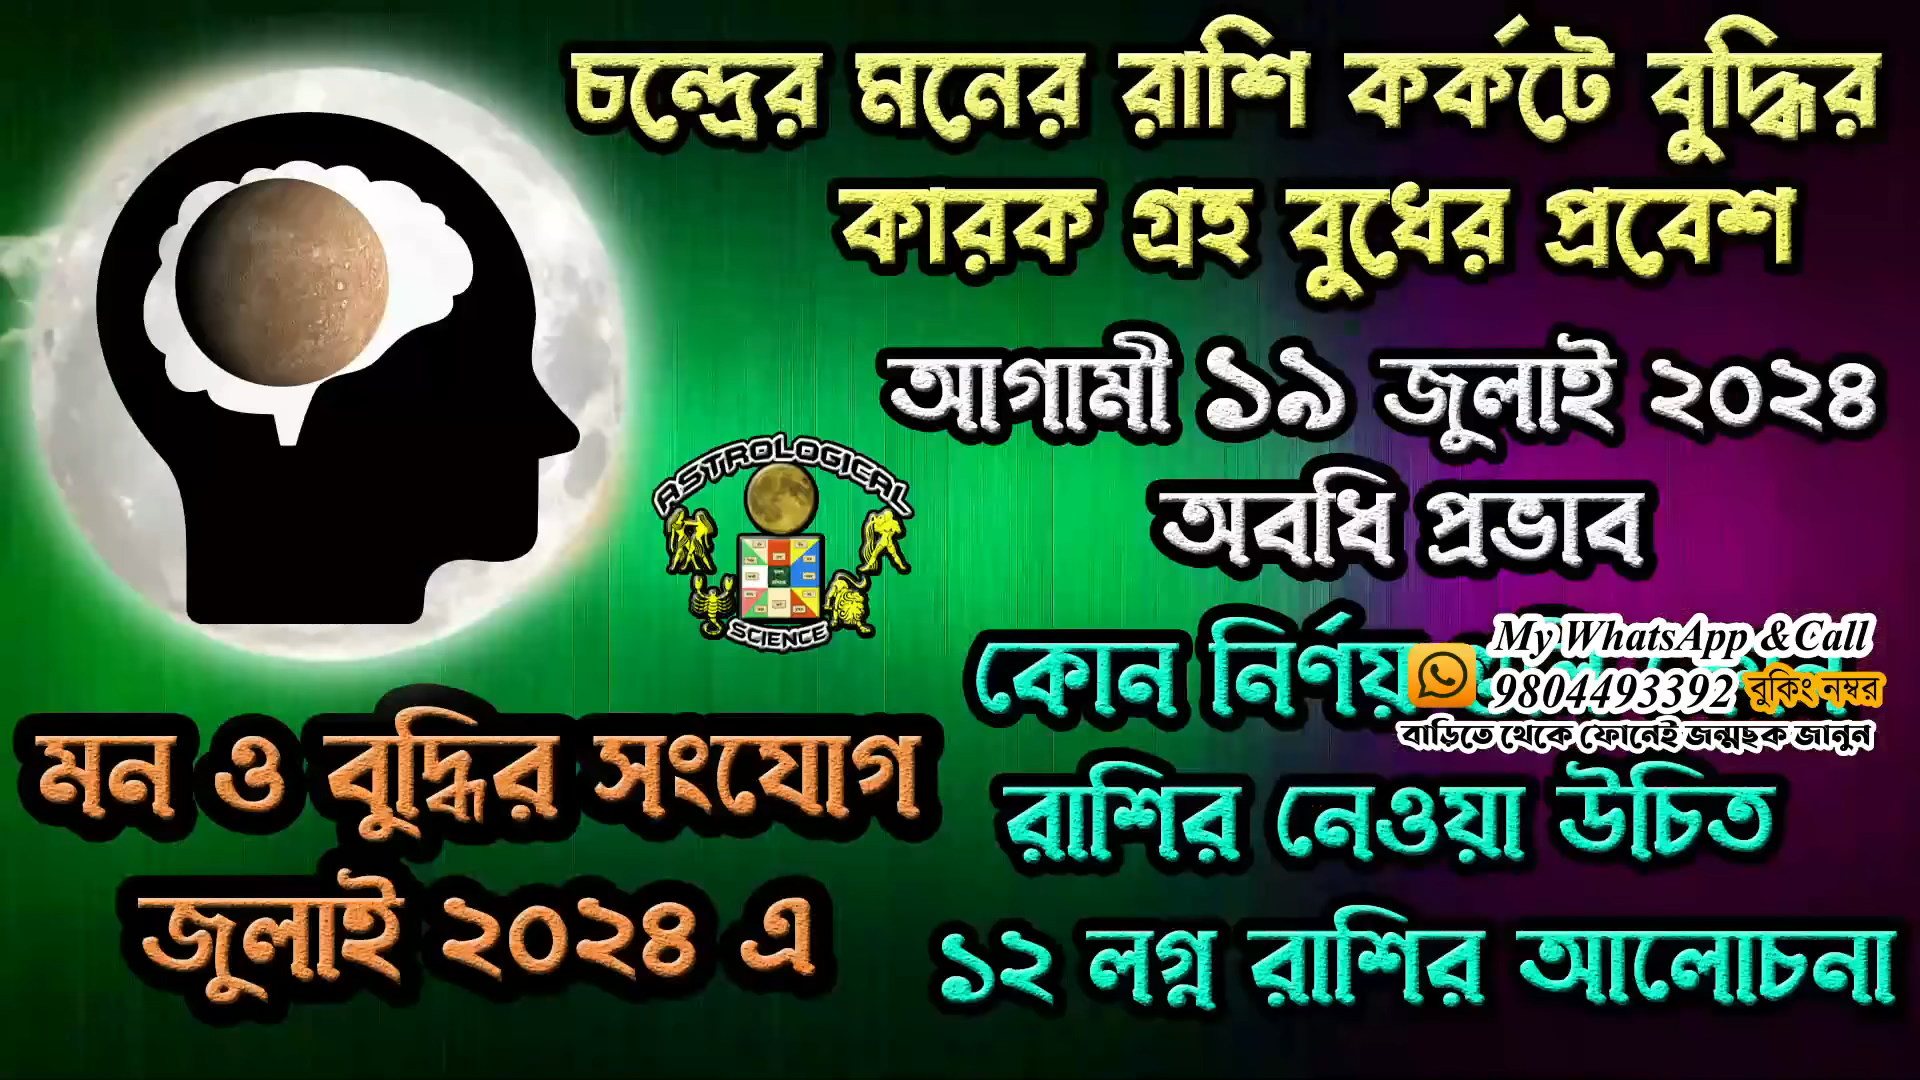 চন্দ্রের মনের রাশি কর্কটে বুদ্ধির
কারক গ্রহ বুধের প্রবেশ
আগামী ১৯ জুলাই ২০২৪
অবধি প্রভাব
কোন নির্ণয়
রাশির নেওয়া উচিত
১২ লগ্ন রাশির আলোচনা
মন ও বুদ্ধির সংযোগ
জুলাই ২০২৪ এ
ASTROLOGICAL
SCIENCE
My WhatsApp & Call
9804493392 বুকিং নম্বর
বাড়িতে থেকে ফোনেই জন্মছক জানুন